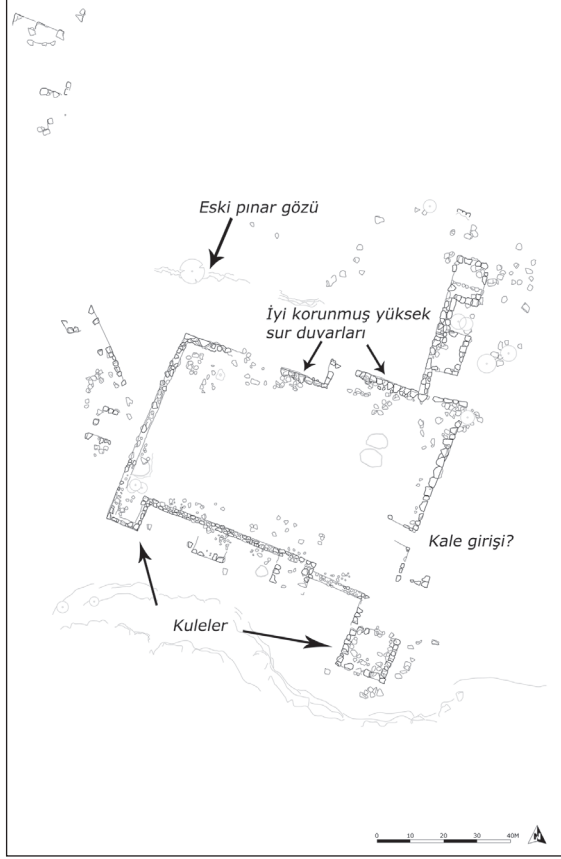 Eski pınar gözü
İyi korunmuş yüksek
sur duvarları
Kale girişi?
Kuleler
0 10 20 30 40M